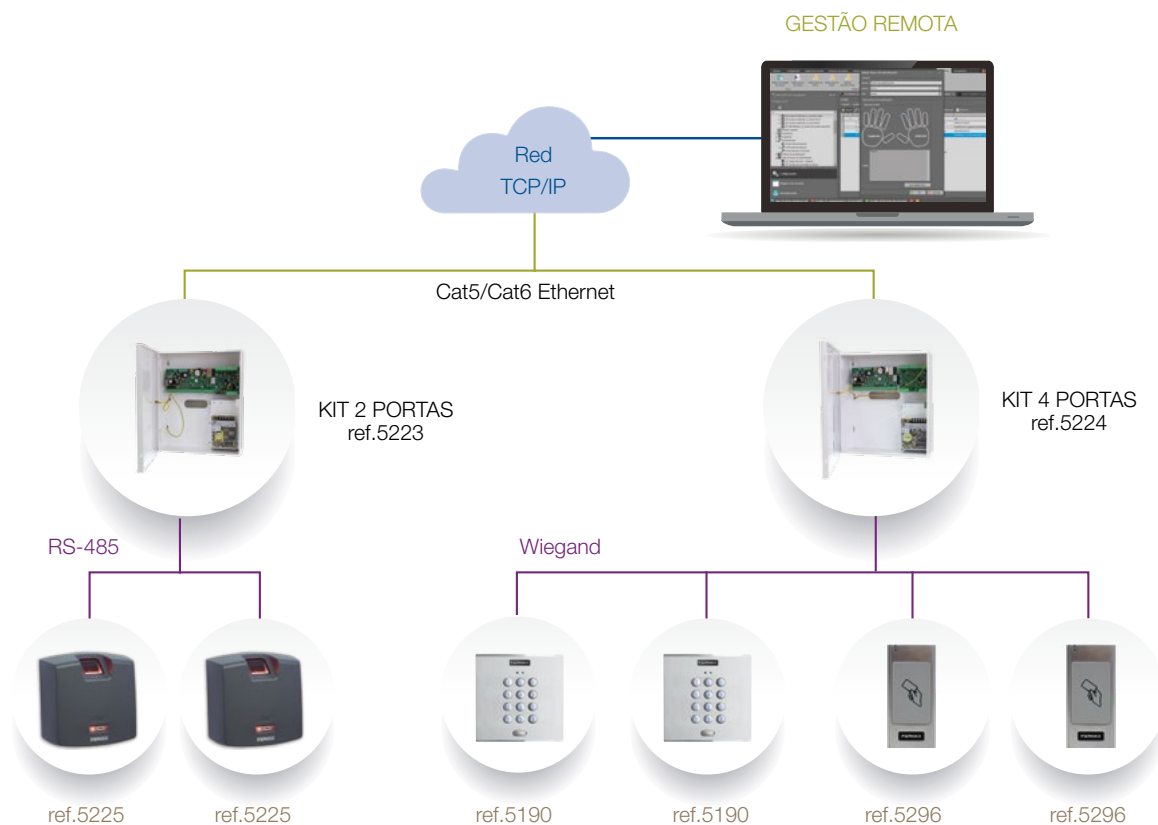 GESTÃO REMOTA
Red
TCP/IP
Cat5/Cat6 Ethernet
KIT 2 PORTAS
ref.5223
KIT 4 PORTAS
ref.5224
RS-485
Wiegand
ref.5225
ref.5225
ref.5190
ref.5190
ref.5296
ref.5296